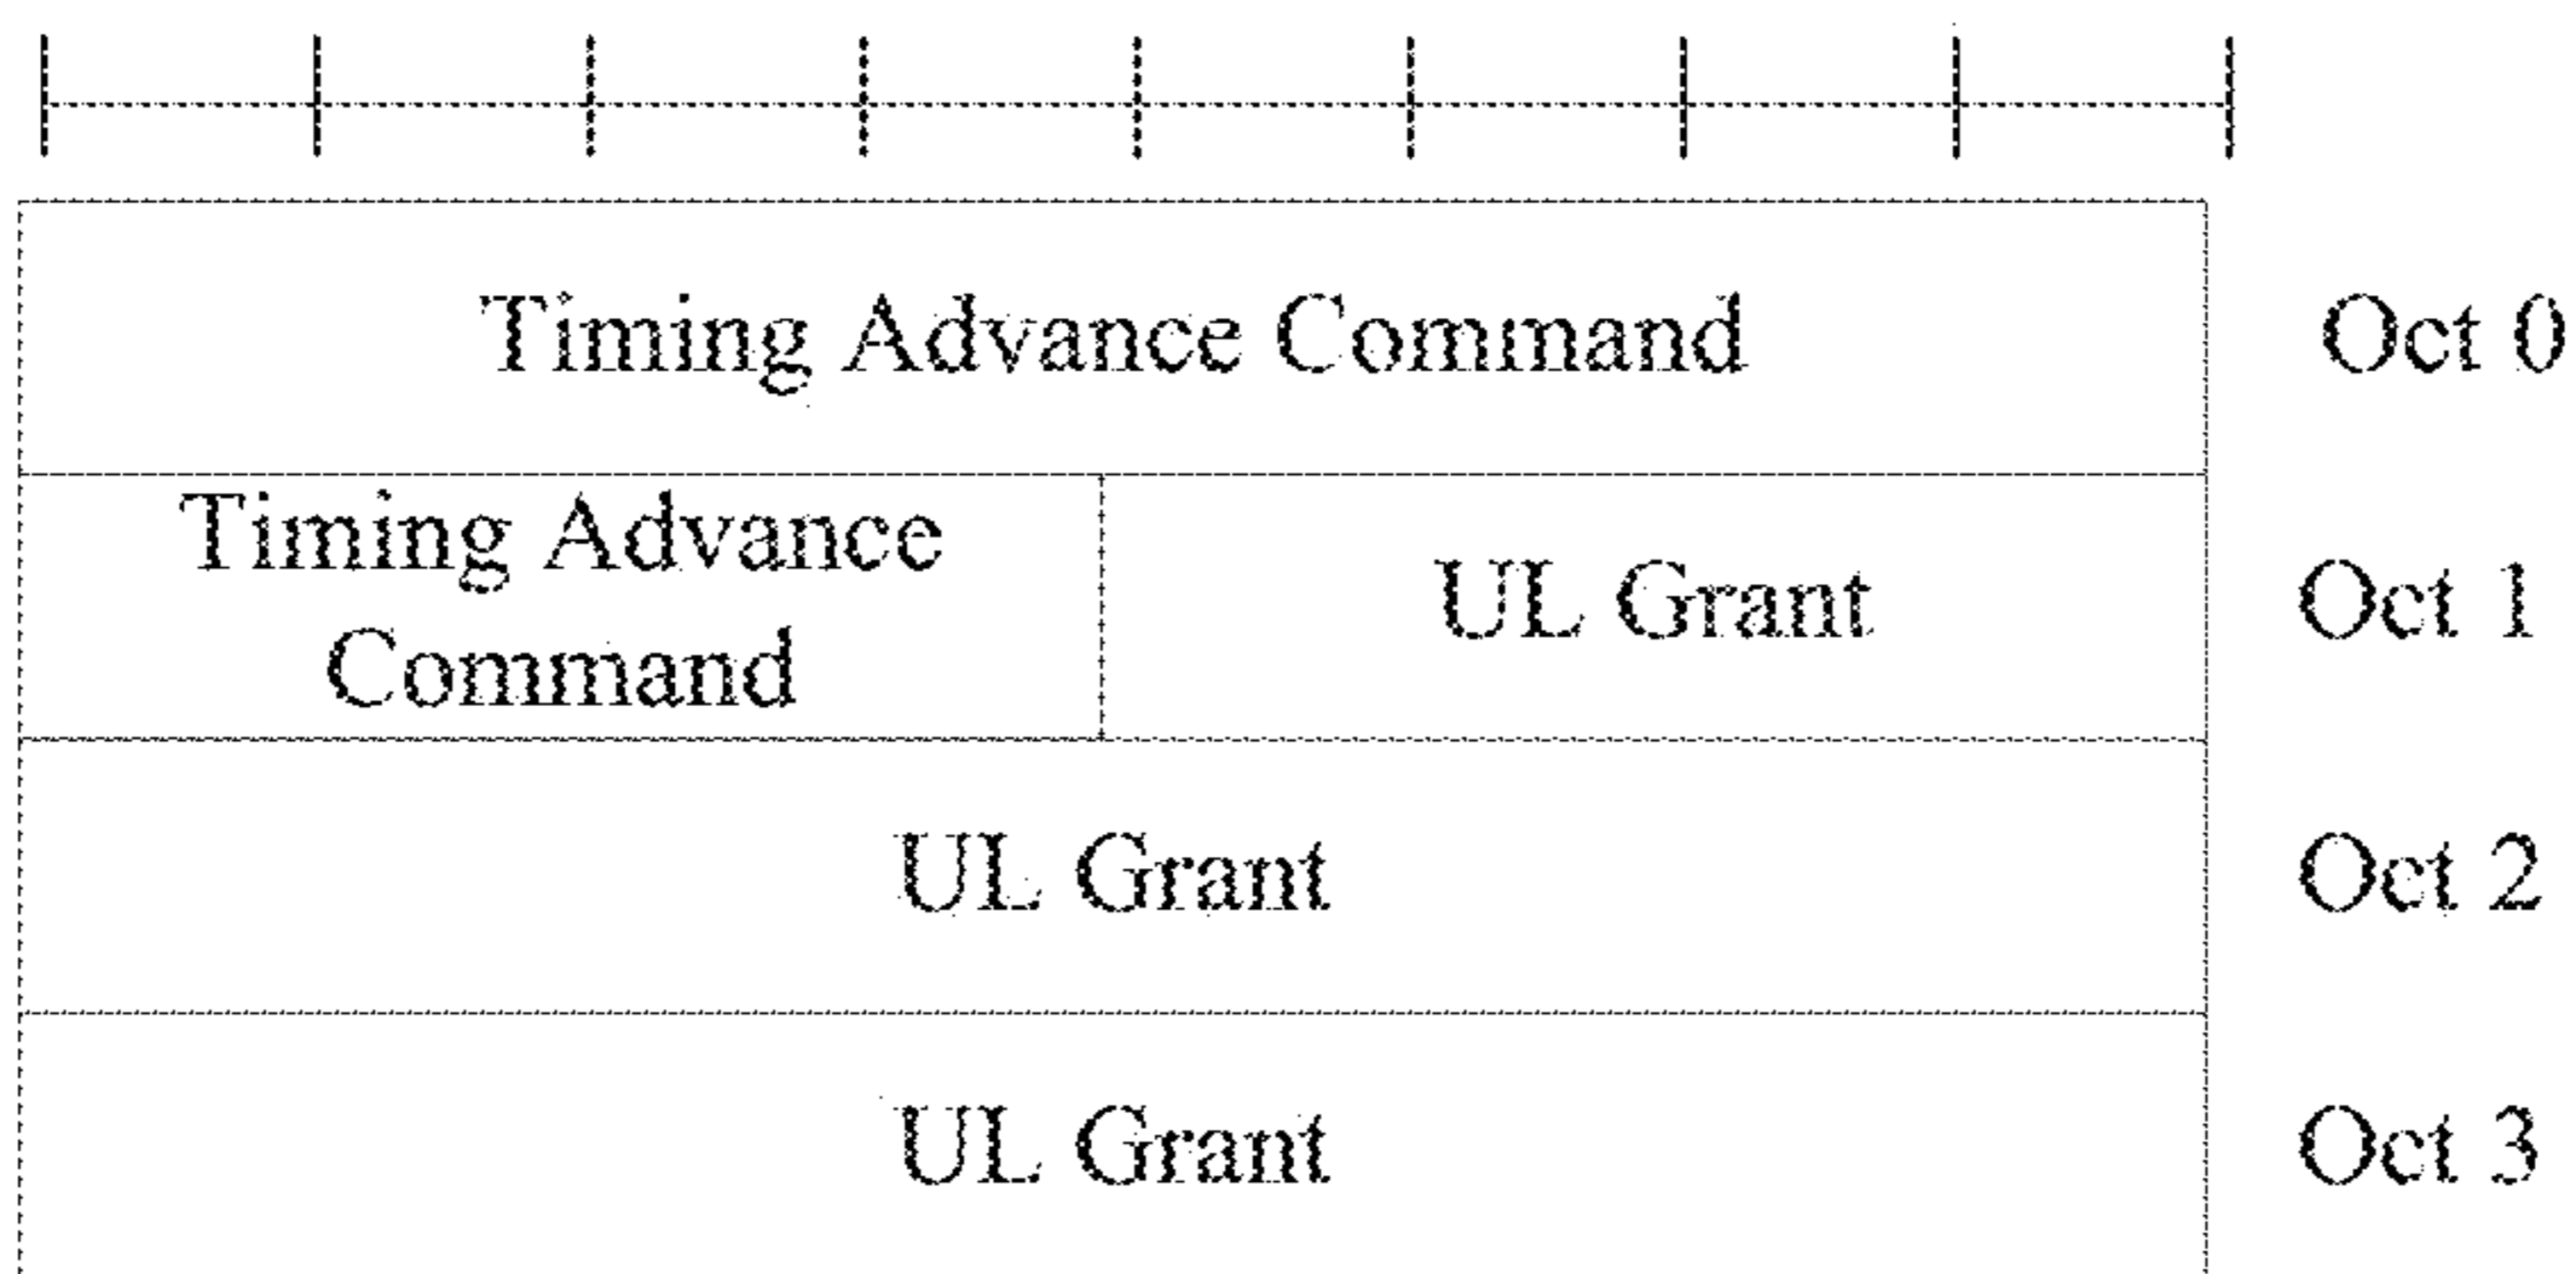 Timing Advance Command Oct 0
Timing Advance
Command
UL Grant Oct 1
UL Grant Oct 2
UL Grant Oct 3